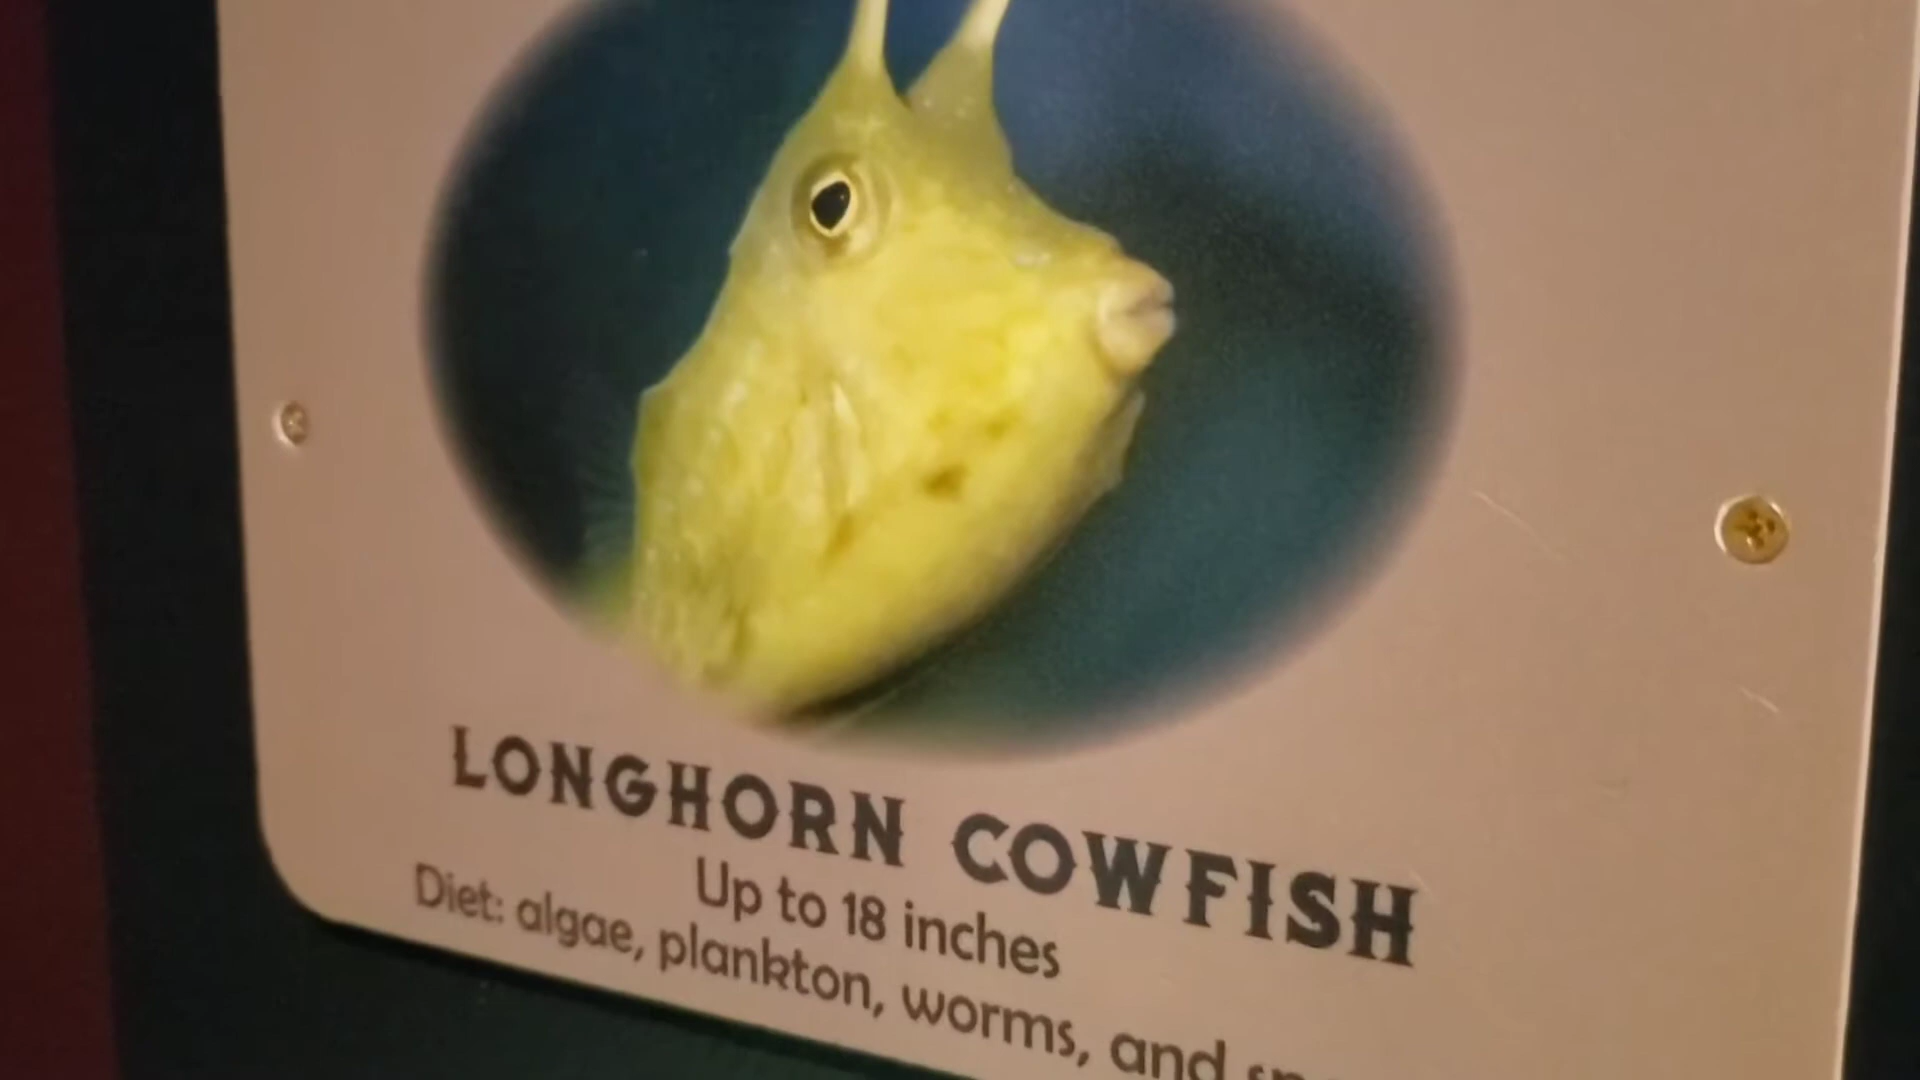 LONGHORN COWFISH
Up to 18 inches
Diet: algae, plankton, worms, and